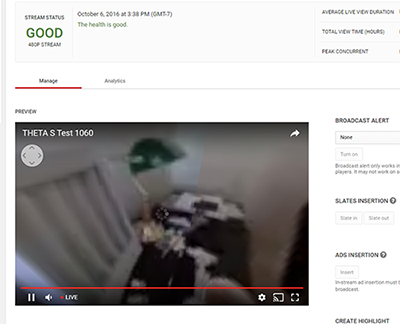 STREAM STATUS
GOOD
480P STREAM
October 6, 2016 at 3:38 PM (GMT-7)
The health is good.
AVERAGE LIVE VIEW DURATION
TOTAL VIEW TIME (HOURS)
PEAK CONCURRENT
Manage
Analytics
PREVIEW
THETA S Test 1060
LIVE
BROADCAST ALERT
None
Turn on
Broadcast alert only works in
players. It may not work on a
SLATES INSERTION
Slate in
Slate out
ADS INSERTION
Insert
In-stream ad insertion must
broadcast.
CREATE HIGHLIGHT